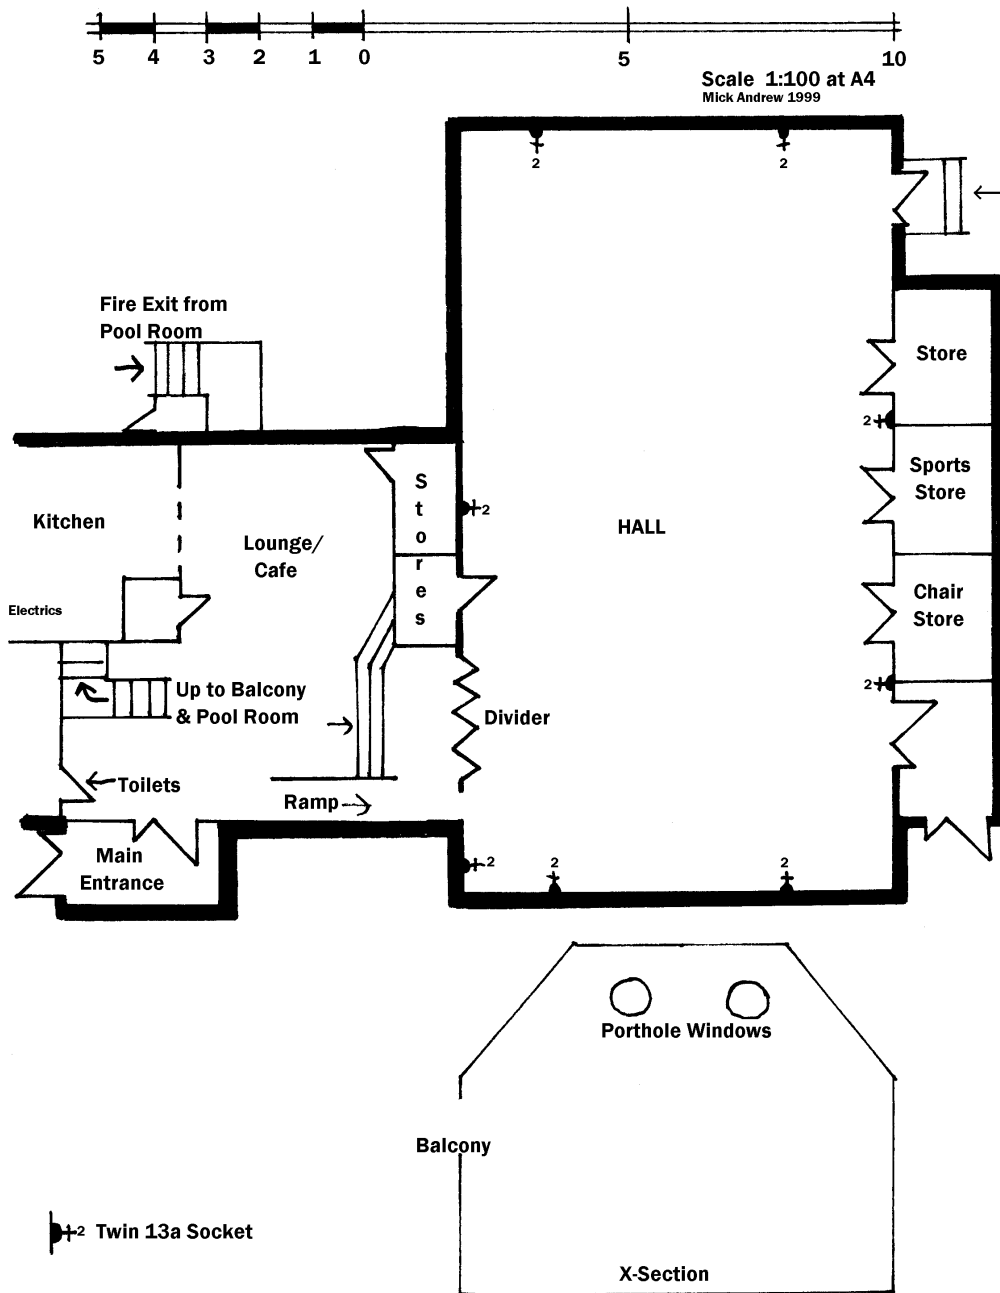 5 4 3 2 1 0 5 10
Scale 1:100 at A4
Mick Andrew 1999
2 2
Fire Exit from
Pool Room
Store
2
Sports
Store
Stores
2
Kitchen
HALL
Lounge/
Cafe
Chair
Store
Electrics
2
Up to Balcony
& Pool Room
Divider
Toilets
Ramp
Main
Entrance
2 2 2
Porthole Windows
Balcony
2 Twin 13a Socket
X-Section